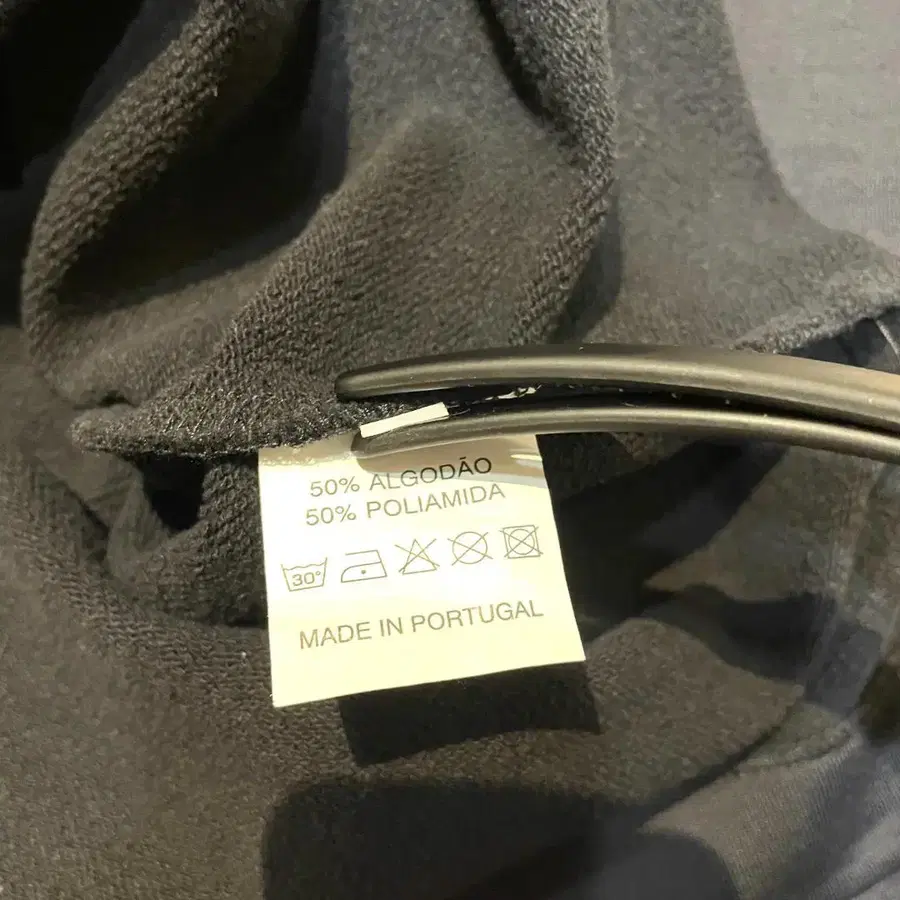 50% ALGODÃO
50% POLIAMIDA
30°
MADE IN PORTUGAL